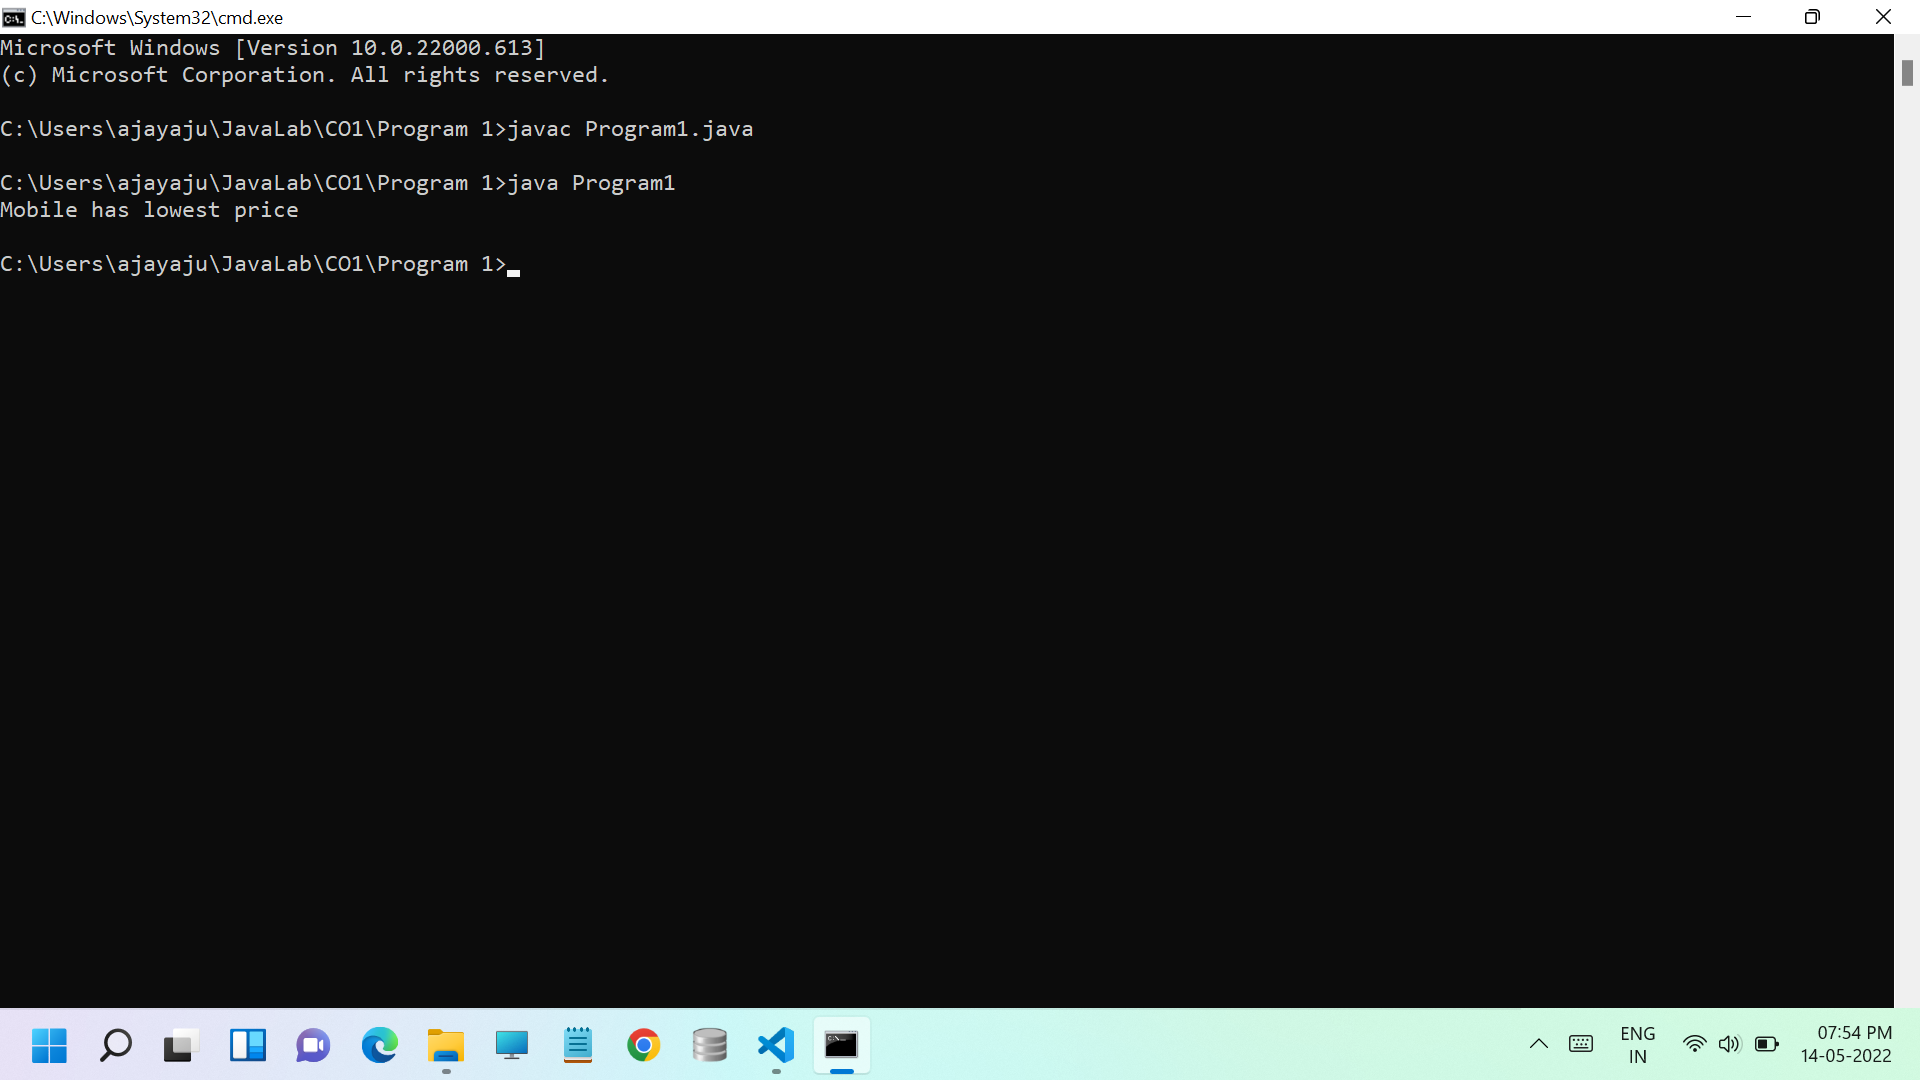 C:\Windows\System32\cmd.exe
Microsoft Windows [Version 10.0.22000.613]
(c) Microsoft Corporation. All rights reserved.
C:\Users\ajayaju\JavaLab\CO1\Program 1>javac Program1.java
C:\Users\ajayaju\JavaLab\CO1\Program 1>java Program1
Mobile has lowest price
C:\Users\ajayaju\JavaLab\CO1\Program 1>
ENG
IN
07:54 PM
14-05-2022